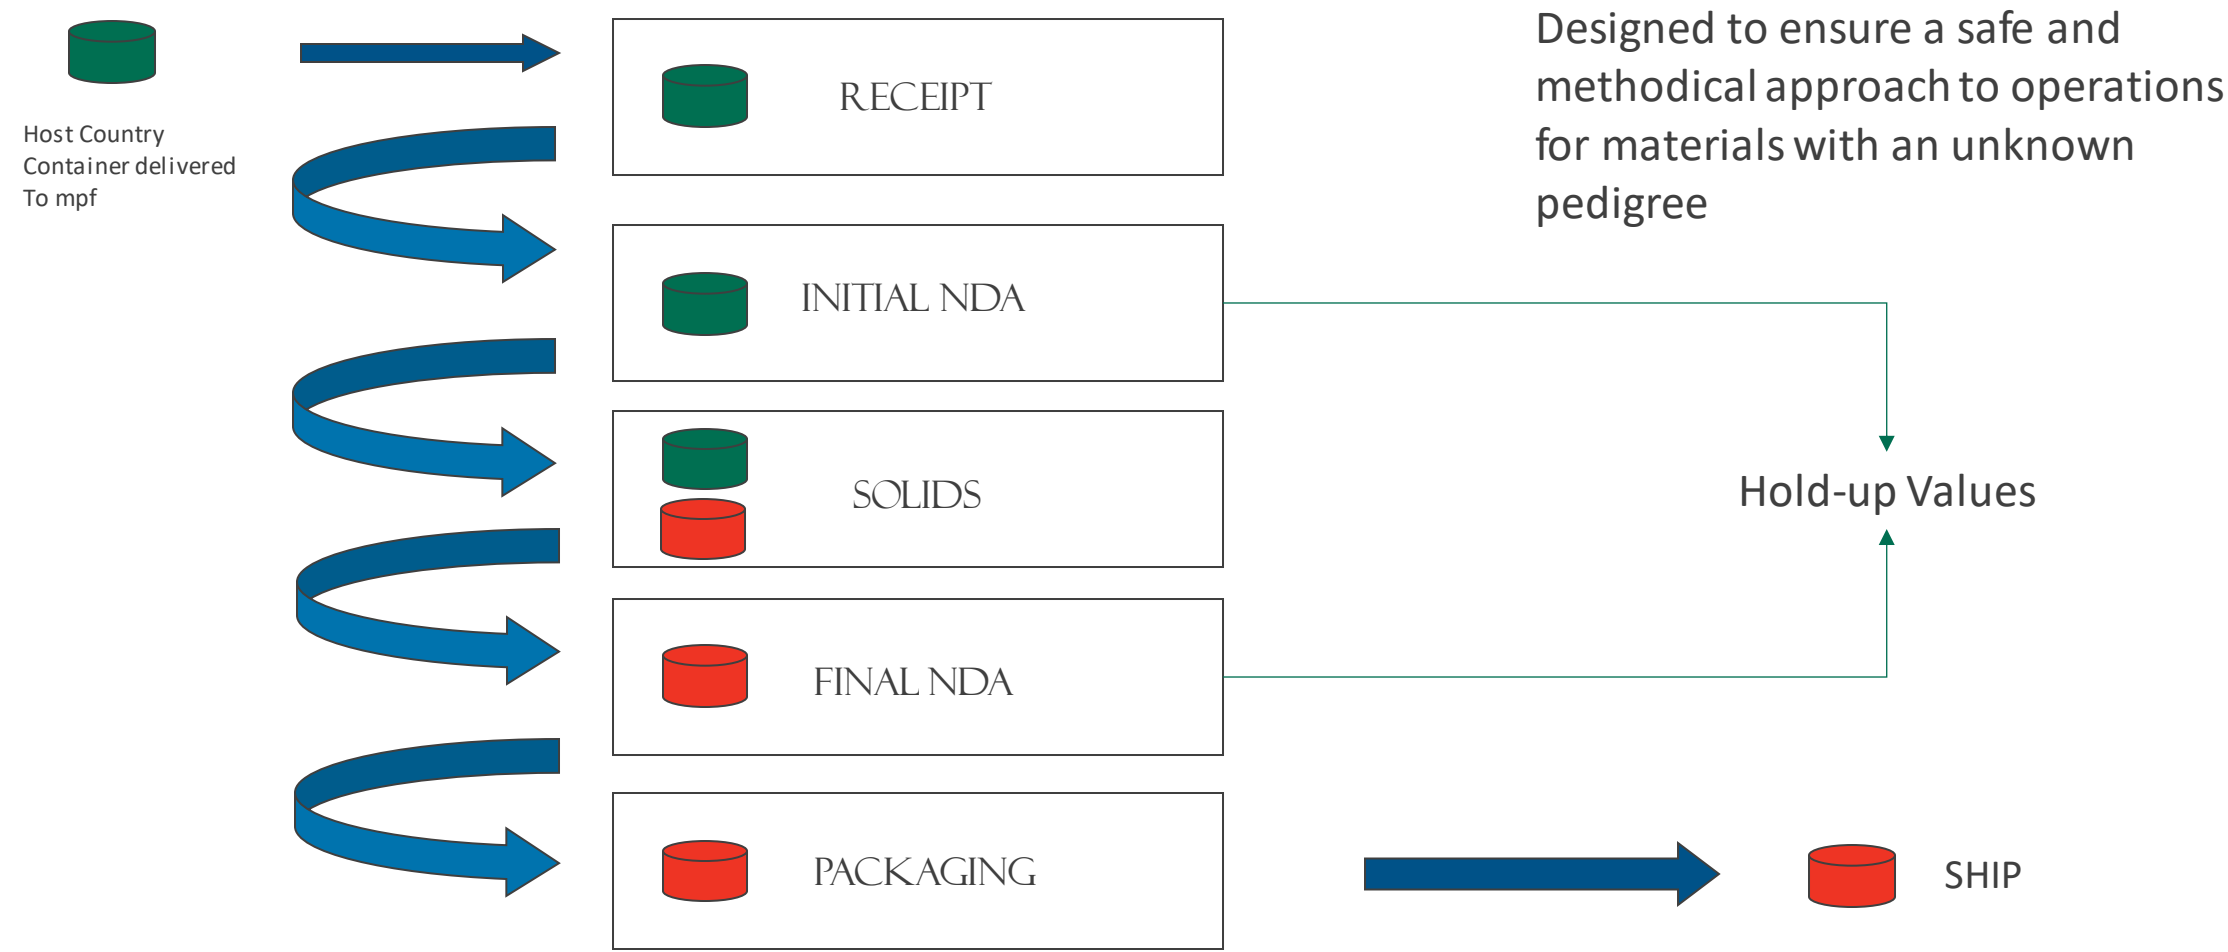 Host Country
Container delivered
To mpf
RECEIPT
INITIAL NDA
SOLIDS
FINAL NDA
PACKAGING
Designed to ensure a safe and
methodical approach to operations
for materials with an unknown
pedigree
Hold-up Values
SHIP